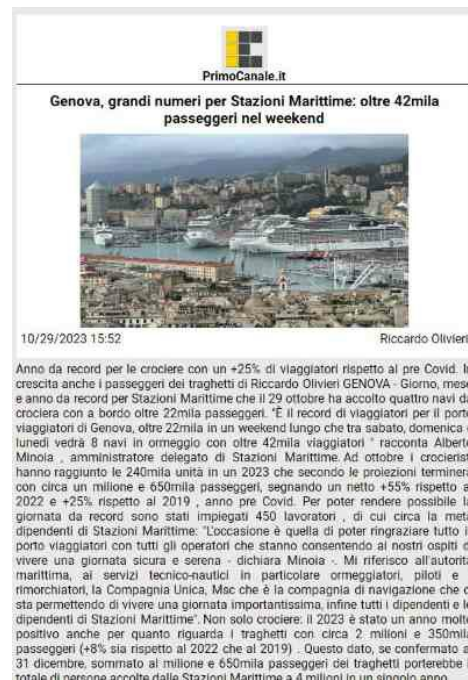 PrimoCanale.it
Genova, grandi numeri per Stazioni Marittime: oltre 42mila
passeggeri nel weekend
10/29/2023 15:52
Riccardo Olivieri
Anno da record per le crociere con un +25% di viaggiatori rispetto al pre Covid. In
crescita anche i passeggeri dei traghetti di Riccardo Olivieri GENOVA - Giorno, mese
e anno da record per Stazioni Marittime che il 29 ottobre ha accolto quattro navi da
crociera con a bordo oltre 22mila passeggeri. "È il record di viaggiatori per il porto
viaggiatori di Genova, oltre 22mila in un weekend lungo che tra sabato, domenica e
lunedì vedrà 8 navi in ormeggio con oltre 42mila viaggiatori " racconta Alberto
Minoia , amministratore delegato di Stazioni Marittime. Ad ottobre i crocieristi
hanno raggiunto le 240mila unità in un 2023 che secondo le proiezioni terminerà
con circa un milione e 650mila passeggeri, segnando un netto +55% rispetto al
2022 e +25% rispetto al 2019 , anno pre Covid. Per poter rendere possibile la
giornata da record sono stati impiegati 450 lavoratori , di cui circa la metà
dipendenti di Stazioni Marittime: "L'occasione è quella di poter ringraziare tutto il
porto viaggiatori con tutti gli operatori che stanno consentendo ai nostri ospiti di
vivere una giornata sicura e serena - dichiara Minoia -. Mi riferisco all'autorità
marittima, ai servizi tecnico-nautici in particolare ormeggiatori, piloti e
rimorchiatori, la Compagnia Unica, Msc che è la compagnia di navigazione che ci
sta permettendo di vivere una giornata importantissima, infine tutti i dipendenti e le
dipendenti di Stazioni Marittime". Non solo crociere: il 2023 è stato un anno molto
positivo anche per quanto riguarda i traghetti con circa 2 milioni e 350mila
passeggeri (+8% sia rispetto al 2022 che al 2019) . Questo dato, se confermato al
31 dicembre, sommato al milione e 650mila passeggeri dei traghetti porterebbe il
totale di persone accolte dalle Stazioni Marittime a 4 milioni in un singolo anno.